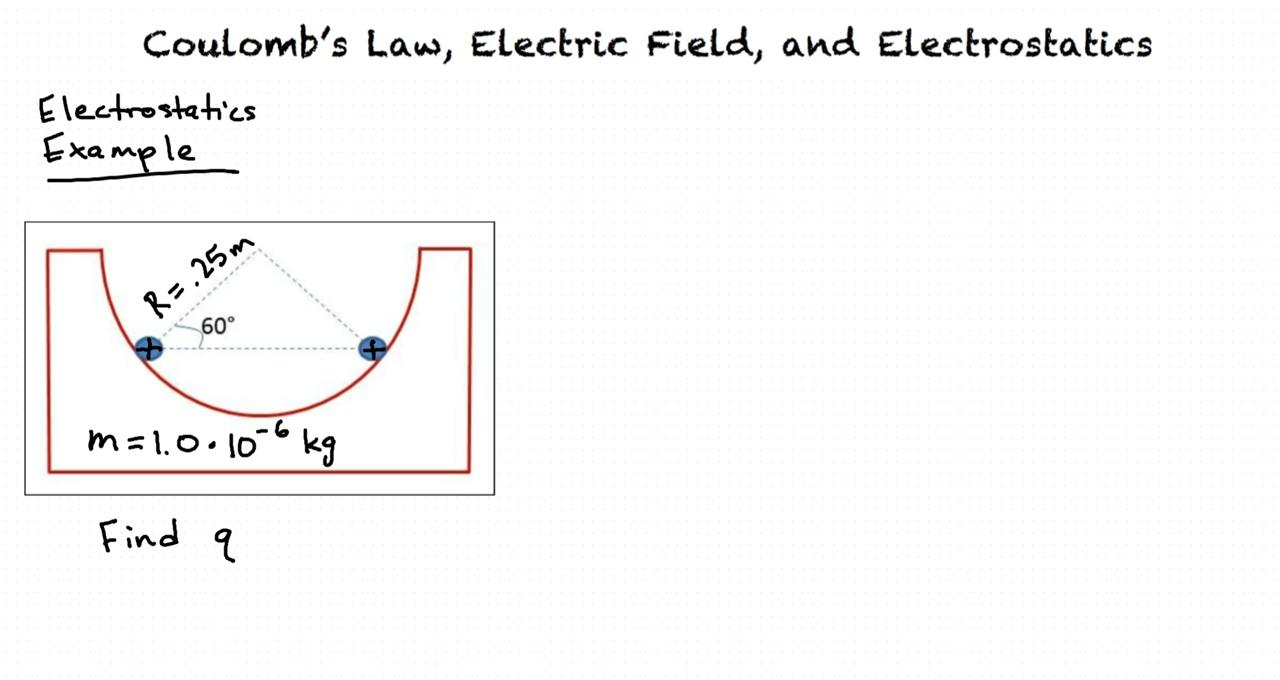 Coulomb's Law, Electric Field, and Electrostatics
Electrostatics
Example
R = .25m
60°
+ +
m = 1.0 · 10⁻⁶ kg
Find q